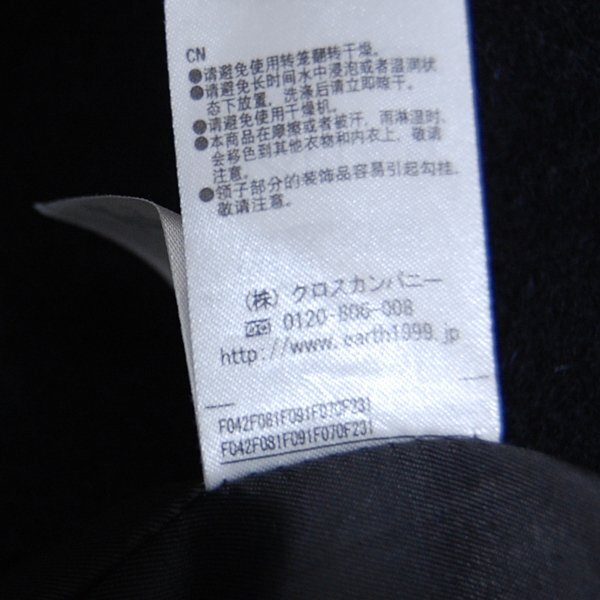 CN
●请避免使用转笼翻转干燥。
●请避免长时间水中浸泡或者湿润状
态下放置，洗涤后请立即晾干。
●请避免使用干燥机。
●本商品在摩擦或者被汗，雨淋湿时，
会移色到其他衣物和内衣上，敬请
注意。
●领子部分的装饰品容易引起勾挂，
敬请注意。
（株）クロスカンパニー
0120-806-008
http://www.earth1999.jp
F042F081F091F070F231
F042F081F091F070F231